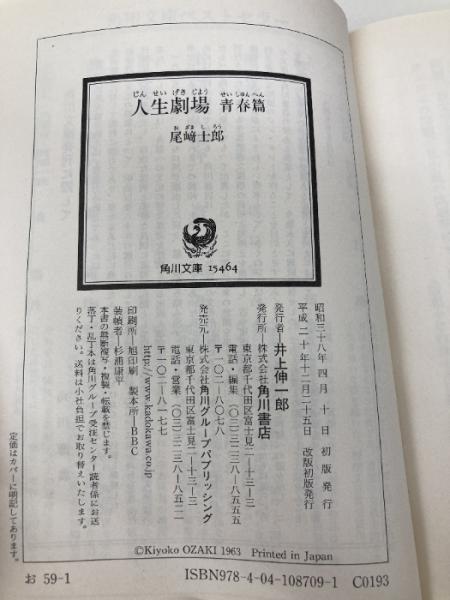 じんせいげきじょう　せいしゅんへん
人生劇場　青春篇
おざきしろう
尾﨑士郎
角川文庫 15464
昭和三十八年四月十日　初版発行
平成二十年十二月二十五日　改版初版発行
発行者―井上伸一郎
発行所―株式会社角川書店
東京都千代田区富士見二―十三―三
電話・編集（〇三）三二三八―八五五五
〒一〇二―八〇七八
発売元―株式会社角川グループパブリッシング
東京都千代田区富士見二―十三―三
電話・営業（〇三）三二三八―八五二一
〒一〇二―八一七七
http://www.kadokawa.co.jp
印刷所―旭印刷　製本所―BBC
装幀者―杉浦康平
本書の無断複写・複製・転載を禁じます。
落丁・乱丁本は角川グループ受注センター読者係にお送
りください。送料は小社負担でお取り替えいたします。
定価はカバーに明記してあります。
©Kiyoko OZAKI 1963　Printed in Japan
お 59-1
ISBN978-4-04-108709-1　C0193